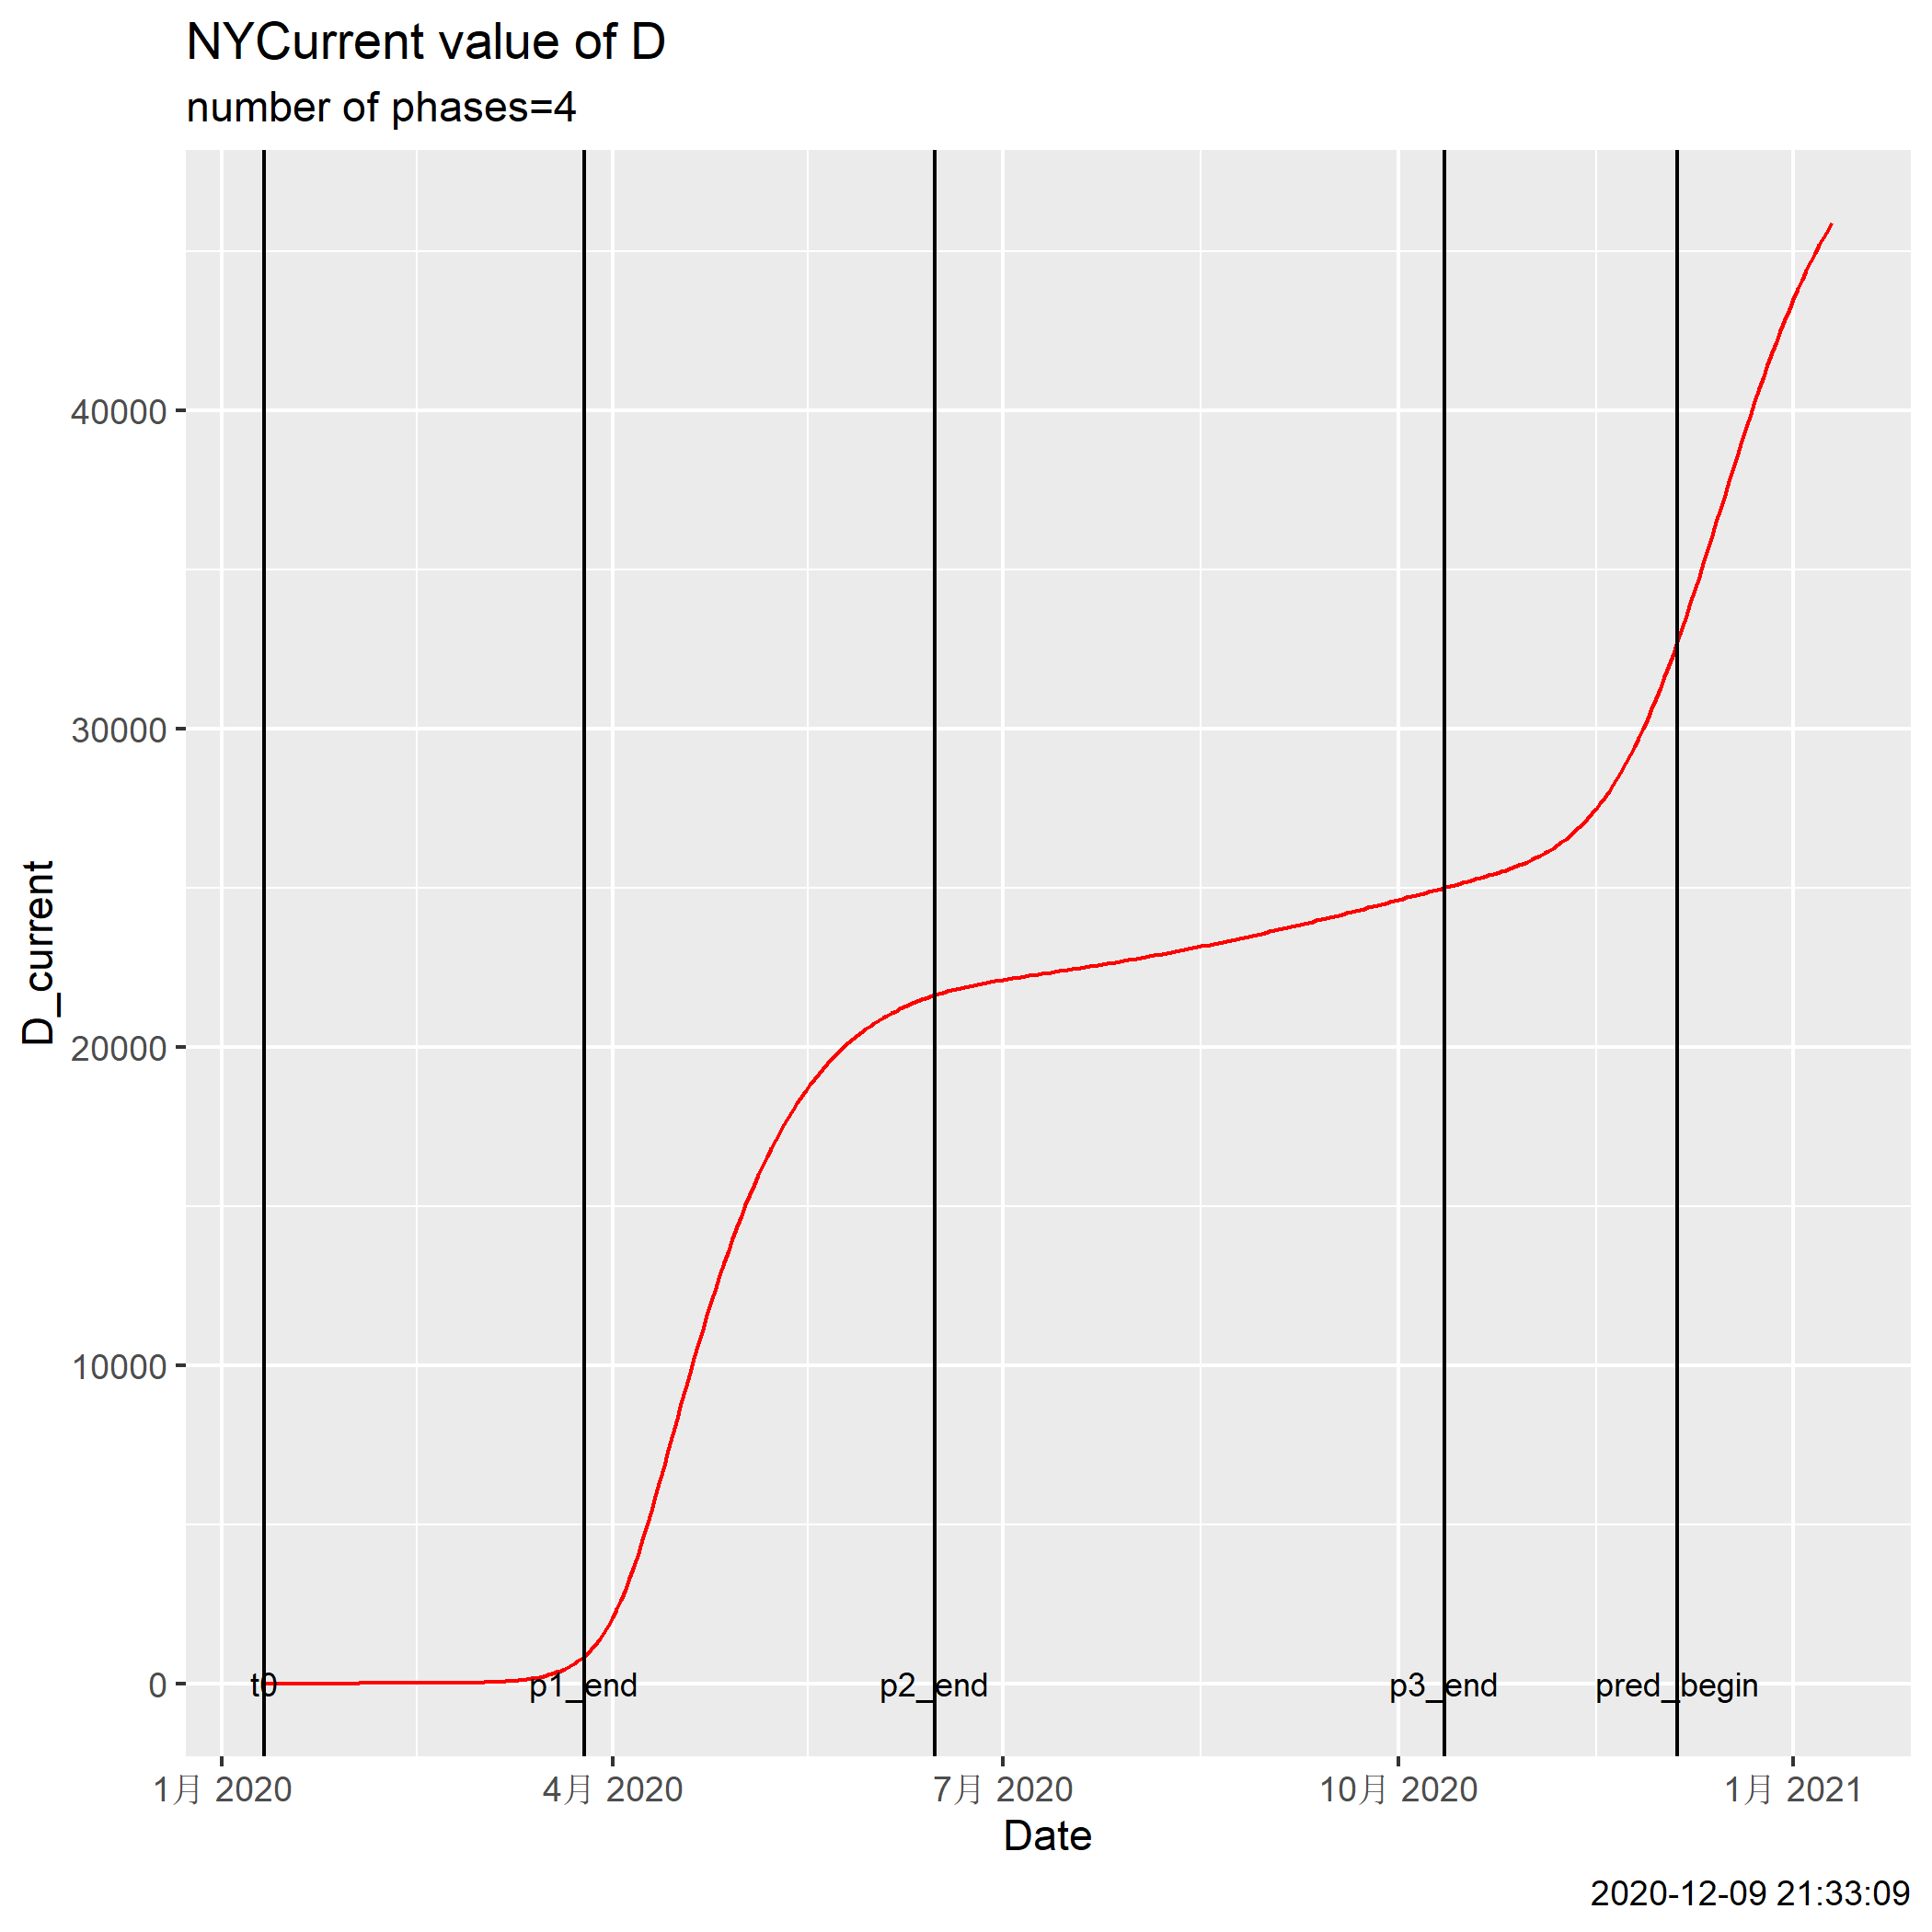 NYCurrent value of D
number of phases=4
D_current
40000
30000
20000
10000
0
t0 p1_end p2_end p3_end pred_begin
1月 2020 4月 2020 7月 2020 10月 2020 1月 2021
Date
2020-12-09 21:33:09